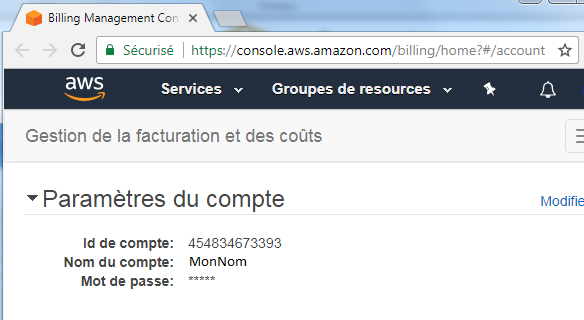 Billing Management Con
Sécurisé https://console.aws.amazon.com/billing/home?#/account
aws Services Groupes de resources
Gestion de la facturation et des coûts
Paramètres du compte Modifie
Id de compte: 454834673393
Nom du compte: MonNom
Mot de passe: *****